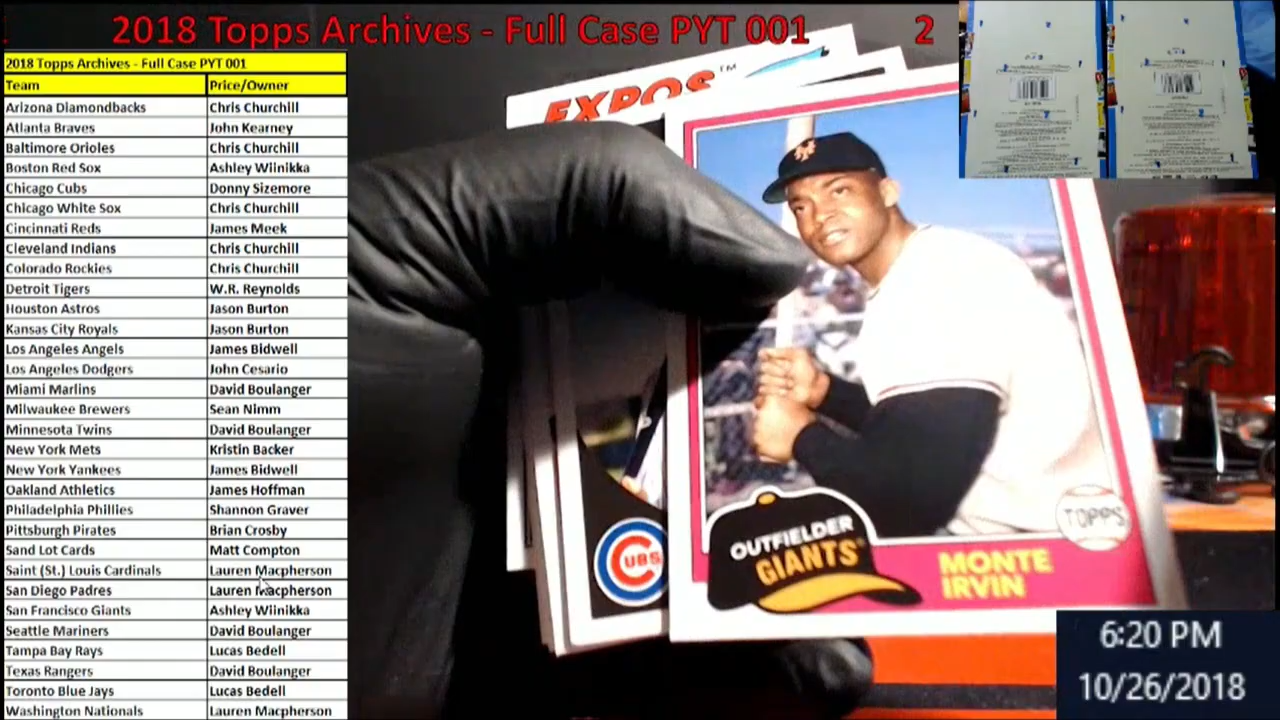 2018 Topps Archives - Full Case PYT 001 2
2018 Topps Archives - Full Case PYT 001
Team Price/Owner
Arizona Diamondbacks Chris Churchill
Atlanta Braves John Kearney
Baltimore Orioles Chris Churchill
Boston Red Sox Ashley Wiinikka
Chicago Cubs Donny Sizemore
Chicago White Sox Chris Churchill
Cincinnati Reds James Meek
Cleveland Indians Chris Churchill
Colorado Rockies Chris Churchill
Detroit Tigers W.R. Reynolds
Houston Astros Jason Burton
Kansas City Royals Jason Burton
Los Angeles Angels James Bidwell
Los Angeles Dodgers John Cesario
Miami Marlins David Boulanger
Milwaukee Brewers Sean Nimm
Minnesota Twins David Boulanger
New York Mets Kristin Backer
New York Yankees James Bidwell
Oakland Athletics James Hoffman
Philadelphia Phillies Shannon Graver
Pittsburgh Pirates Brian Crosby
Sand Lot Cards Matt Compton
Saint (St.) Louis Cardinals Lauren Macpherson
San Diego Padres Lauren Macpherson
San Francisco Giants Ashley Wiinikka
Seattle Mariners David Boulanger
Tampa Bay Rays Lucas Bedell
Texas Rangers David Boulanger
Toronto Blue Jays Lucas Bedell
Washington Nationals Lauren Macpherson
EXPOS™
CUBS
OUTFIELDER
GIANTS
TOPPS
MONTE
IRVIN
6:20 PM
10/26/2018